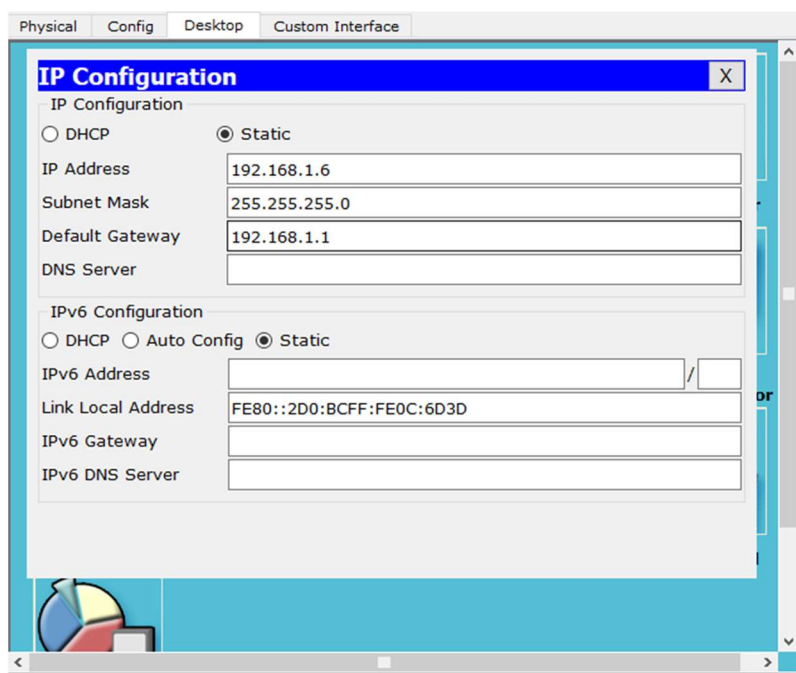 Physical Config Desktop Custom Interface
IP Configuration X
IP Configuration
DHCP Static
IP Address 192.168.1.6
Subnet Mask 255.255.255.0
Default Gateway 192.168.1.1
DNS Server
IPv6 Configuration
DHCP Auto Config Static
IPv6 Address /
Link Local Address FE80::2D0:BCFF:FE0C:6D3D
IPv6 Gateway
IPv6 DNS Server